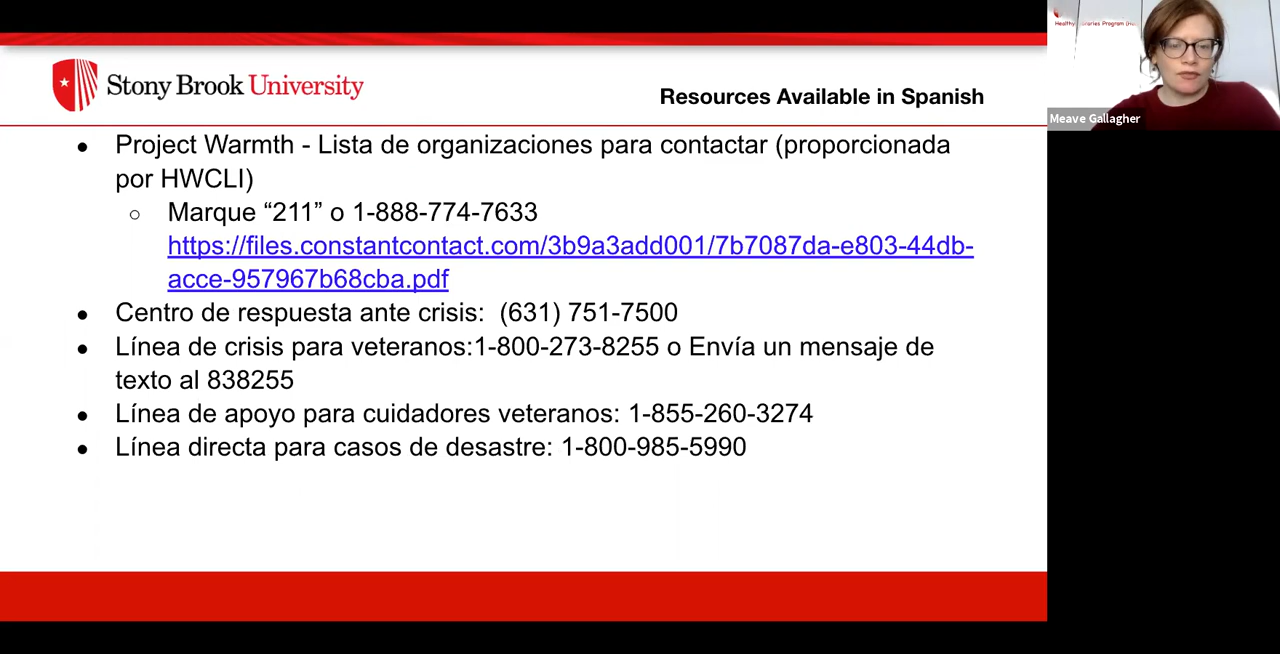 Stony Brook University
Resources Available in Spanish
● Project Warmth - Lista de organizaciones para contactar (proporcionada
por HWCLI)
○ Marque “211” o 1-888-774-7633
https://files.constantcontact.com/3b9a3add001/7b7087da-e803-44db-
acce-957967b68cba.pdf
● Centro de respuesta ante crisis:  (631) 751-7500
● Línea de crisis para veteranos:1-800-273-8255 o Envía un mensaje de
texto al 838255
● Línea de apoyo para cuidadores veteranos: 1-855-260-3274
● Línea directa para casos de desastre: 1-800-985-5990
Healthy Program
Meave Gallagher